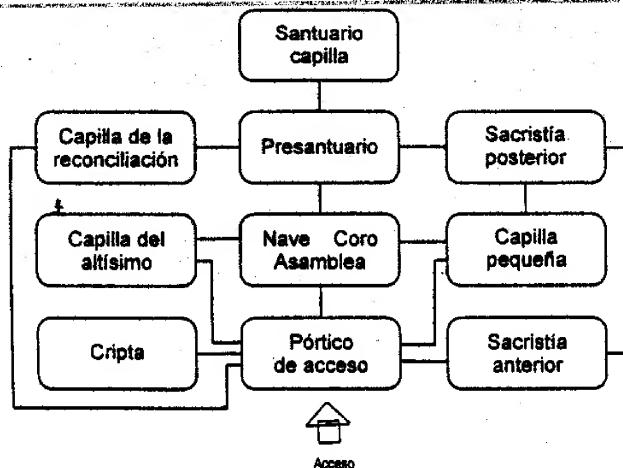 Santuario
capilla
Capilla de la
reconciliación
Presantuario
Sacristía
posterior
Capilla del
altísimo
Nave Coro
Asamblea
Capilla
pequeña
Cripta
Pórtico
de acceso
Sacristía
anterior
Acceso